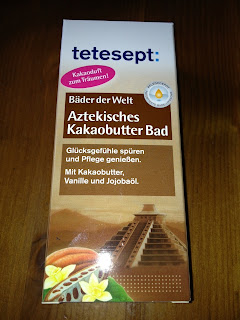 tetesept:
Kakaoduft
zum Träumen!
Bäder der Welt
Aztekisches
Kakaobutter Bad
Glücksgefühle spüren
und Pflege genießen.
Mit Kakaobutter,
Vanille und Jojobaöl.